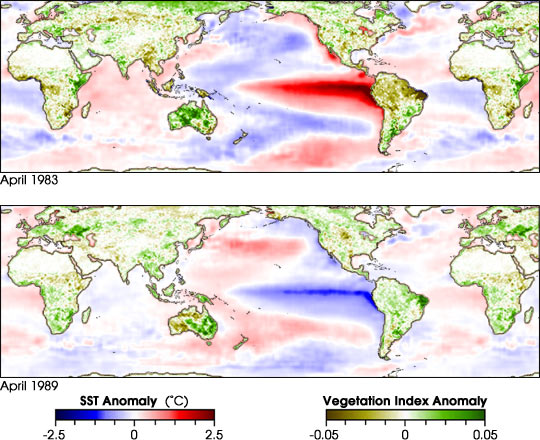 April 1983
April 1989
SST Anomaly (°C)
-2.5 0 2.5
Vegetation Index Anomaly
-0.05 0 0.05